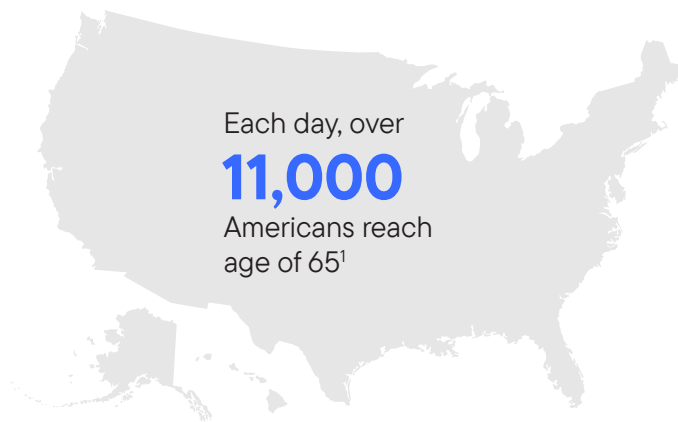 Each day, over
11,000
Americans reach
age of 65¹